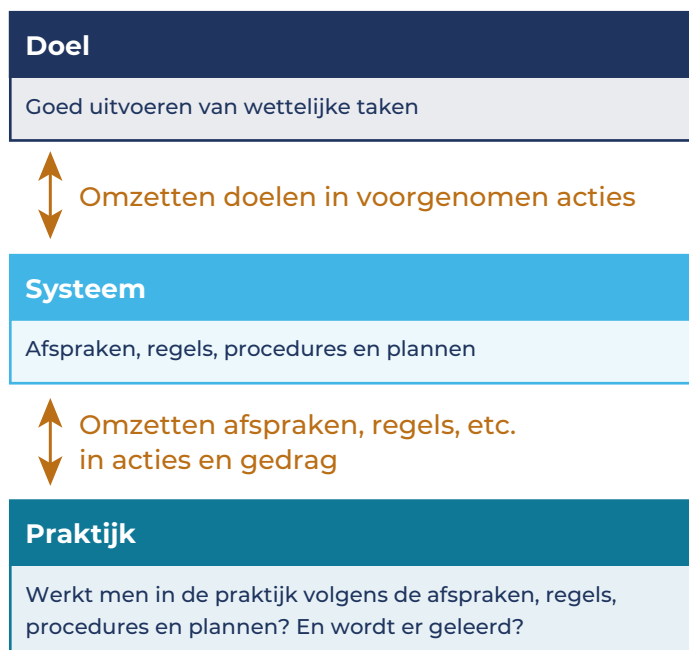 Doel
Goed uitvoeren van wettelijke taken
Omzetten doelen in voorgenomen acties
Systeem
Afspraken, regels, procedures en plannen
Omzetten afspraken, regels, etc.
in acties en gedrag
Praktijk
Werkt men in de praktijk volgens de afspraken, regels,
procedures en plannen? En wordt er geleerd?